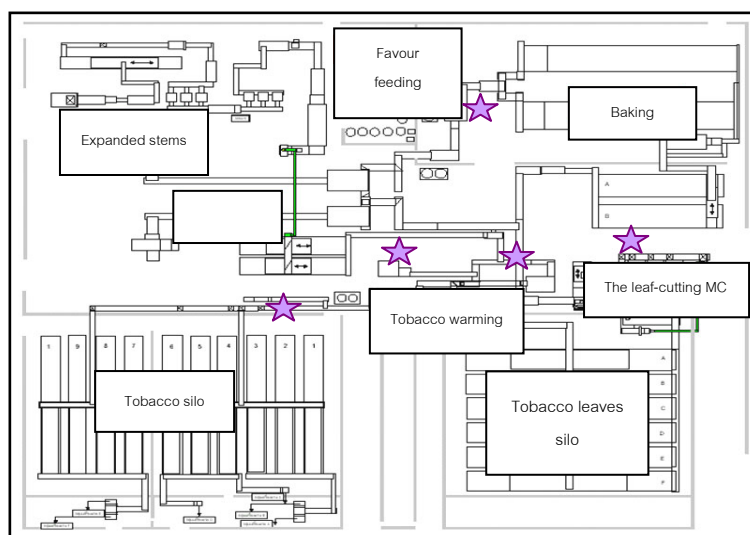 Favour
feeding
Expanded stems
Baking
A
B
The leaf-cutting MC
Tobacco warming
1 9 8 7 6 5 4 3 2 1
A
B
C
D
E
F
Tobacco silo
Tobacco leaves
silo